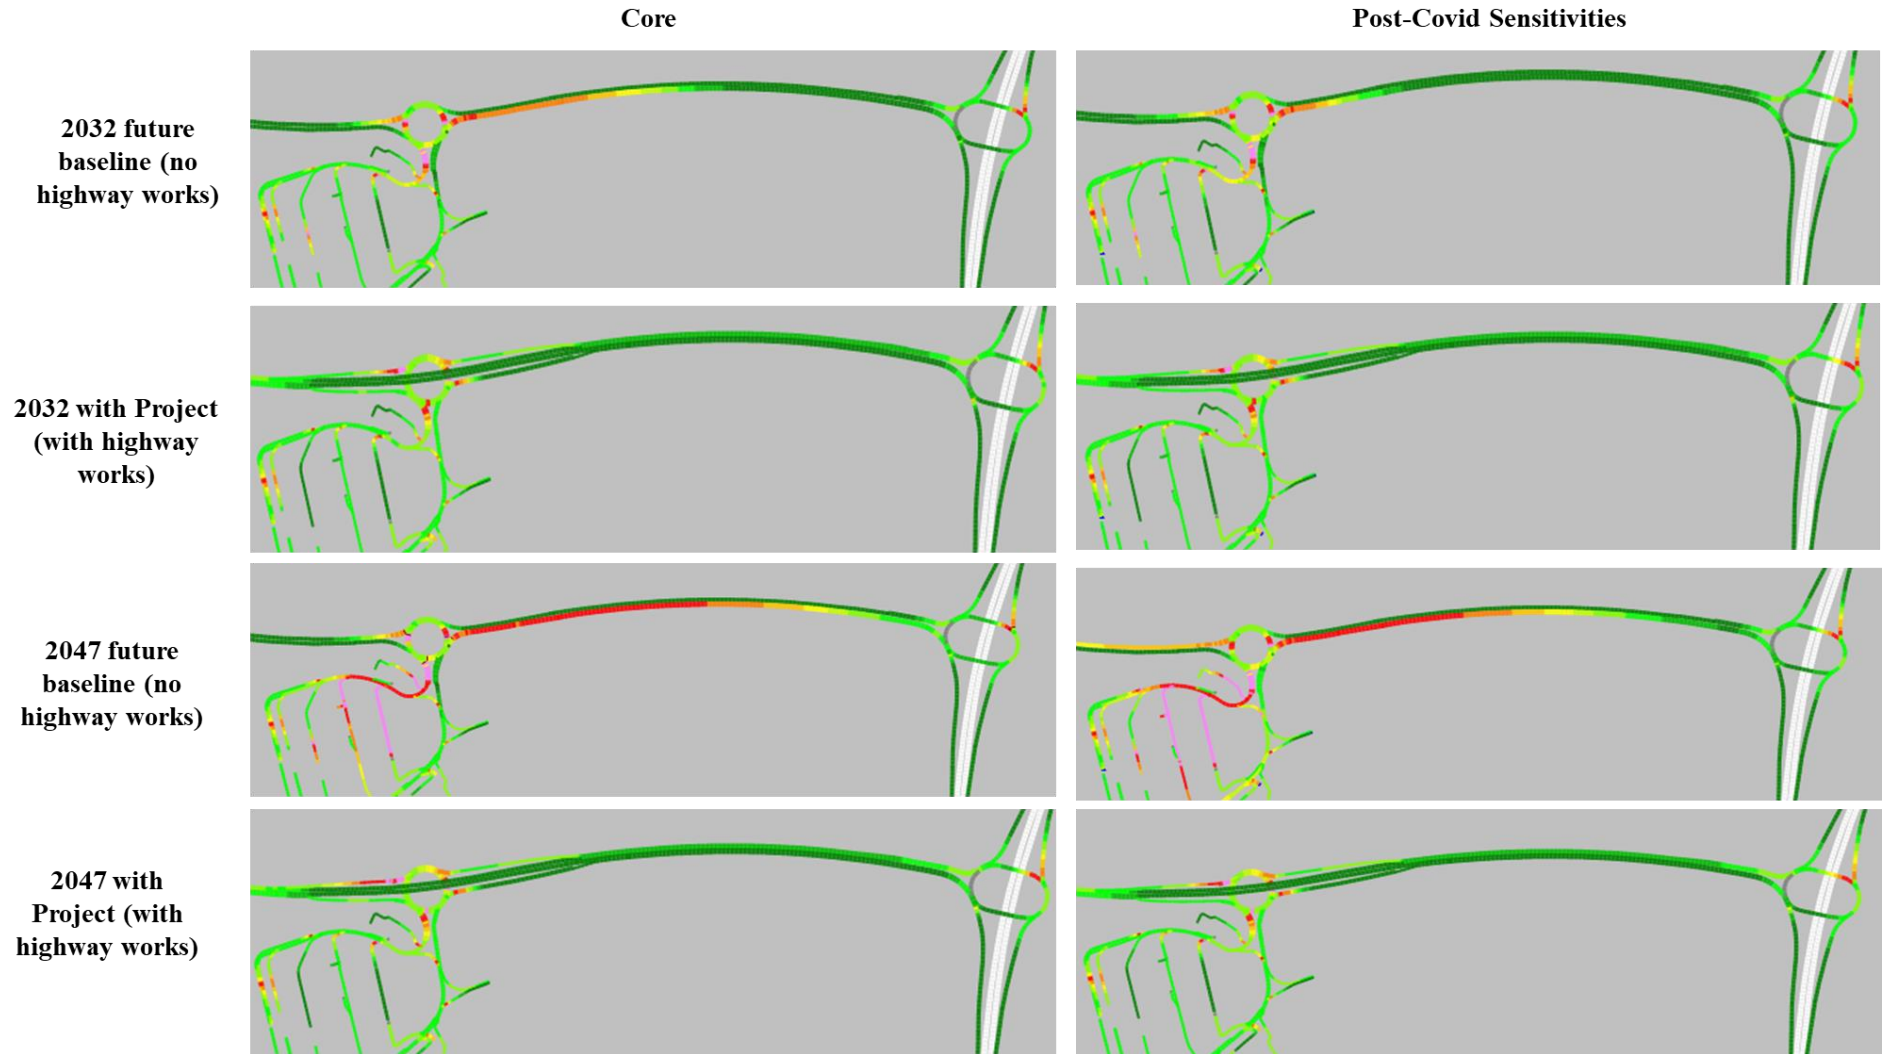 Core
Post-Covid Sensitivities
2032 future
baseline (no
highway works)
2032 with Project
(with highway
works)
2047 future
baseline (no
highway works)
2047 with
Project (with
highway works)